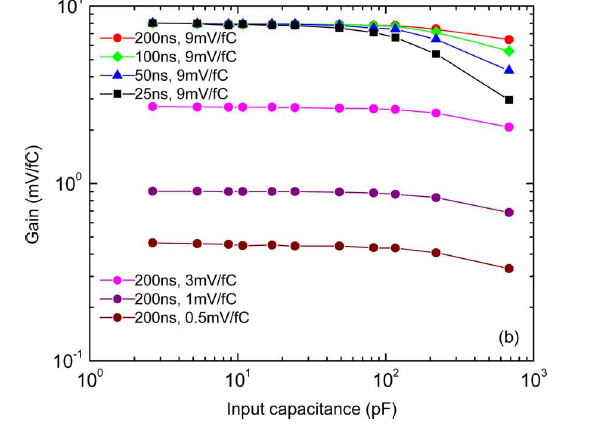 10¹
200ns, 9mV/fC
100ns, 9mV/fC
50ns, 9mV/fC
25ns, 9mV/fC
Gain (mV/fC)
10⁰
200ns, 3mV/fC
200ns, 1mV/fC
200ns, 0.5mV/fC
(b)
10⁻¹
10⁰ 10¹ 10² 10³
Input capacitance (pF)